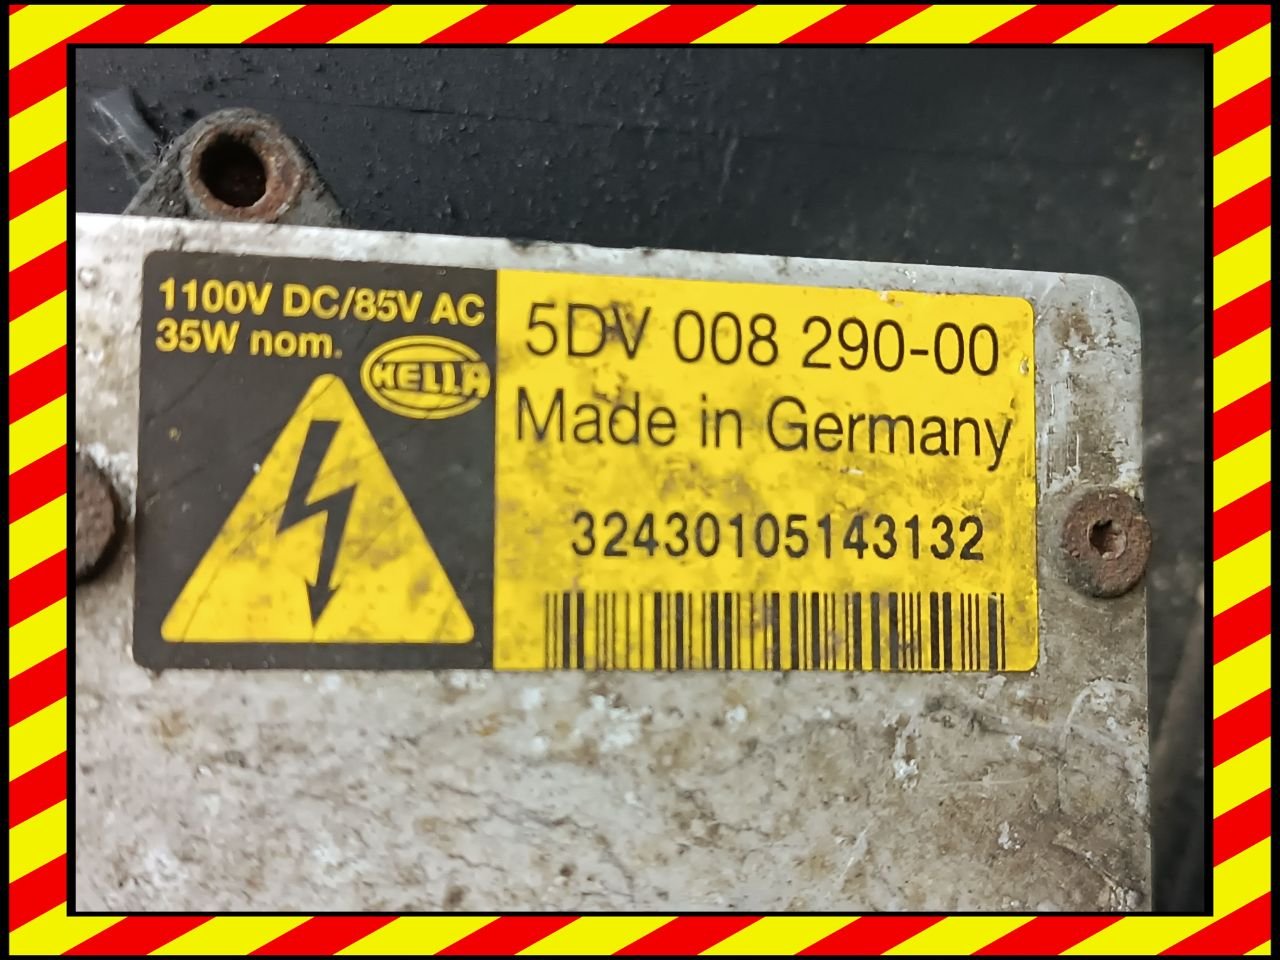 1100V DC/85V AC
35W nom.
HELLA
5DV 008 290-00
Made in Germany
32430105143132